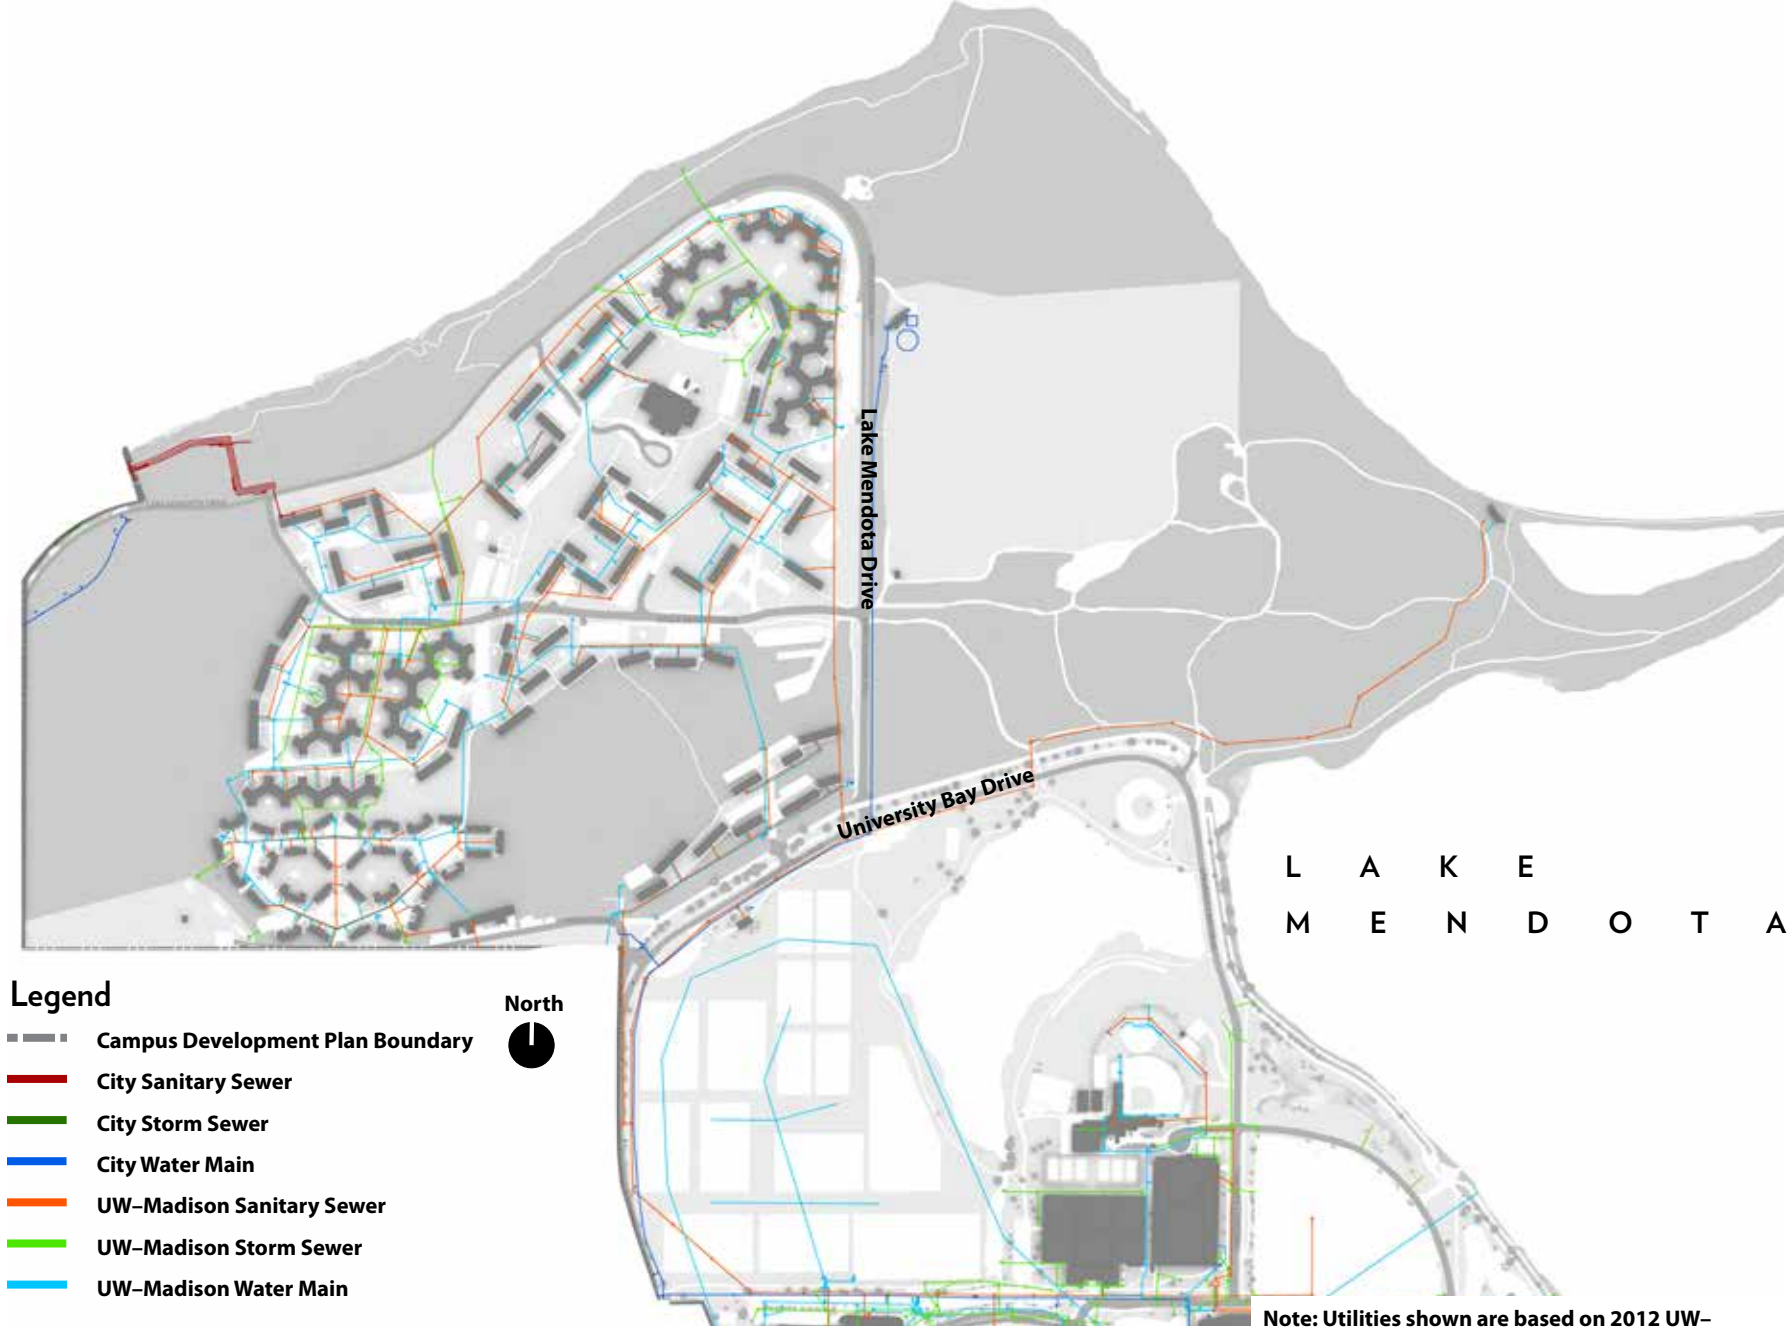 Lake Mendota Drive
University Bay Drive
LAKE
MENDOTA
Legend
North
Campus Development Plan Boundary
City Sanitary Sewer
City Storm Sewer
City Water Main
UW–Madison Sanitary Sewer
UW–Madison Storm Sewer
UW–Madison Water Main
Note: Utilities shown are based on 2012 UW–